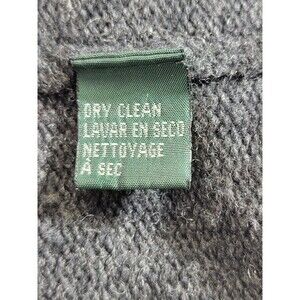 DRY CLEAN
LAVAR EN SECO
NETTOYAGE
À SEC